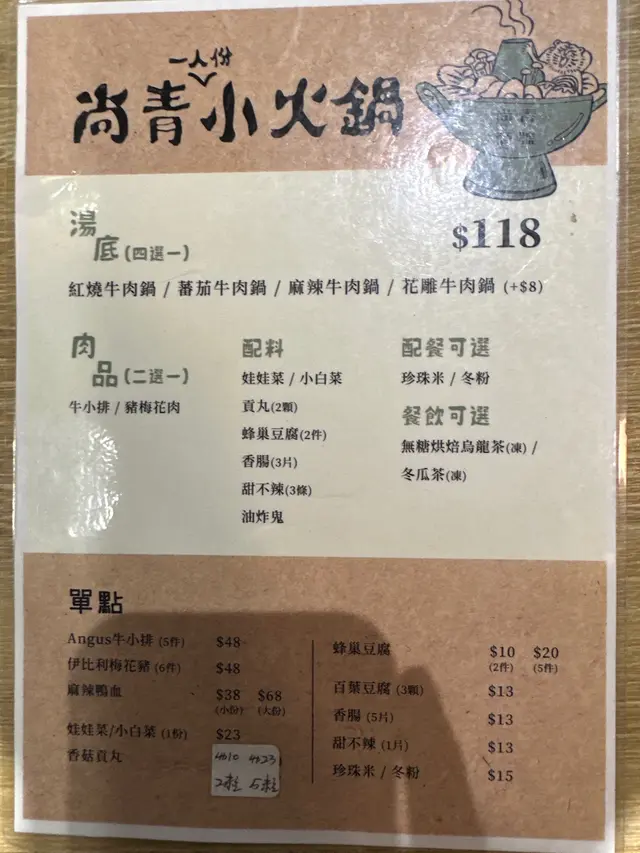 一人份
尚青小火鍋
湯底(四選一)
$118
紅燒牛肉鍋 / 蕃茄牛肉鍋 / 麻辣牛肉鍋 / 花雕牛肉鍋 (+$8)
肉品(二選一)
牛小排 / 豬梅花肉
配料
娃娃菜 / 小白菜
貢丸(2顆)
蜂巢豆腐(2件)
香腸(3片)
甜不辣(3條)
油炸鬼
配餐可選
珍珠米 / 冬粉
餐飲可選
無糖烘焙烏龍茶(凍) /
冬瓜茶(凍)
單點
Angus牛小排 (5件) $48
伊比利梅花豬 (6件) $48
麻辣鴨血 $38 $68
(小份) (大份)
娃娃菜/小白菜 (1份) $23
香菇貢丸
$10 $23
2粒 5粒
蜂巢豆腐 $10 $20
(2件) (5件)
百葉豆腐 (3顆) $13
香腸 (5片) $13
甜不辣 (1片) $13
珍珠米 / 冬粉 $15